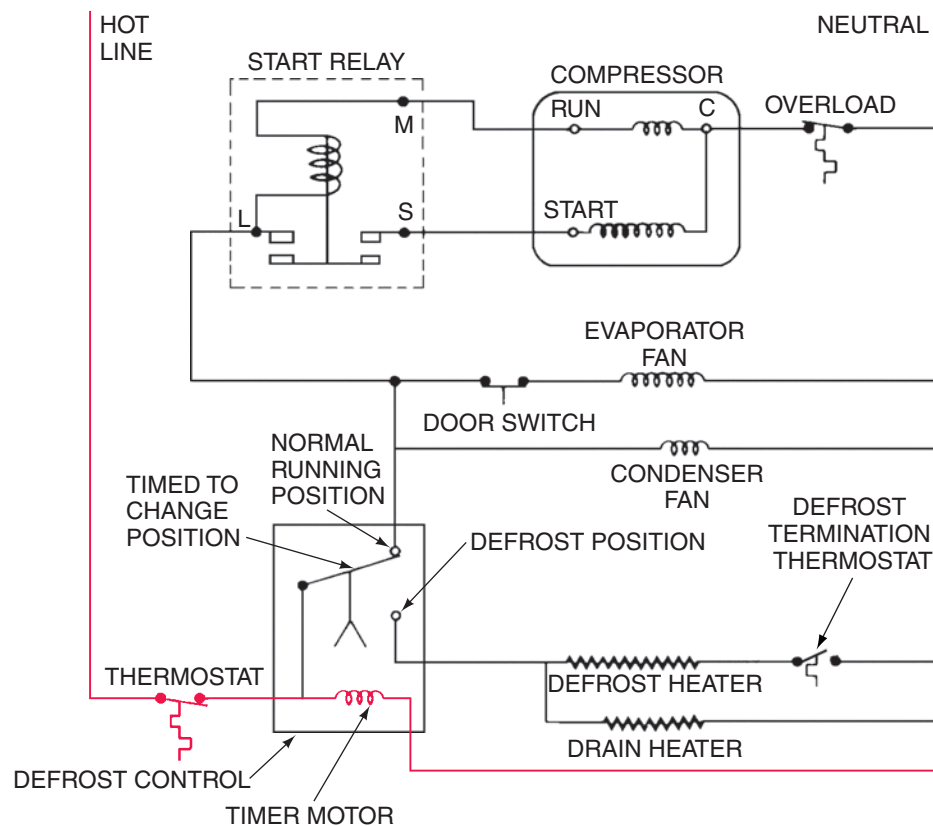 HOT
LINE
NEUTRAL
START RELAY
COMPRESSOR
OVERLOAD
M
RUN
C
L
S
START
EVAPORATOR
FAN
DOOR SWITCH
CONDENSER
FAN
NORMAL
RUNNING
POSITION
TIMED TO
CHANGE
POSITION
DEFROST POSITION
DEFROST
TERMINATION
THERMOSTAT
THERMOSTAT
DEFROST HEATER
DRAIN HEATER
DEFROST CONTROL
TIMER MOTOR